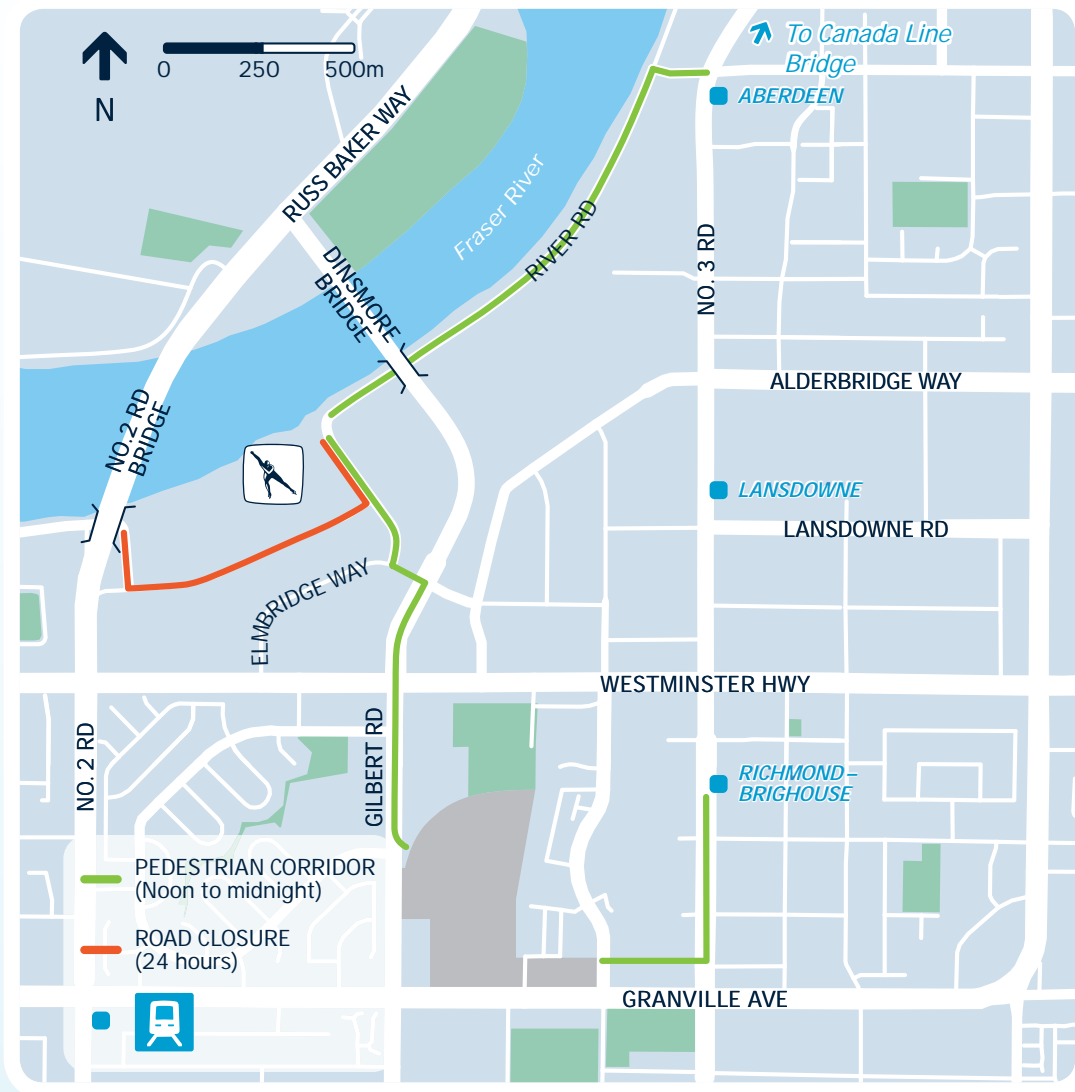 To Canada Line
Bridge
0 250 500m
N
ABERDEEN
RUSS BAKER WAY
Fraser River
RIVER RD
NO. 3 RD
DINSMORE
BRIDGE
ALDERBRIDGE WAY
NO.2 RD
BRIDGE
LANSDOWNE
LANSDOWNE RD
ELMBRIDGE WAY
WESTMINSTER HWY
NO. 2 RD
GILBERT RD
RICHMOND–
BRIGHOUSE
PEDESTRIAN CORRIDOR
(Noon to midnight)
ROAD CLOSURE
(24 hours)
GRANVILLE AVE